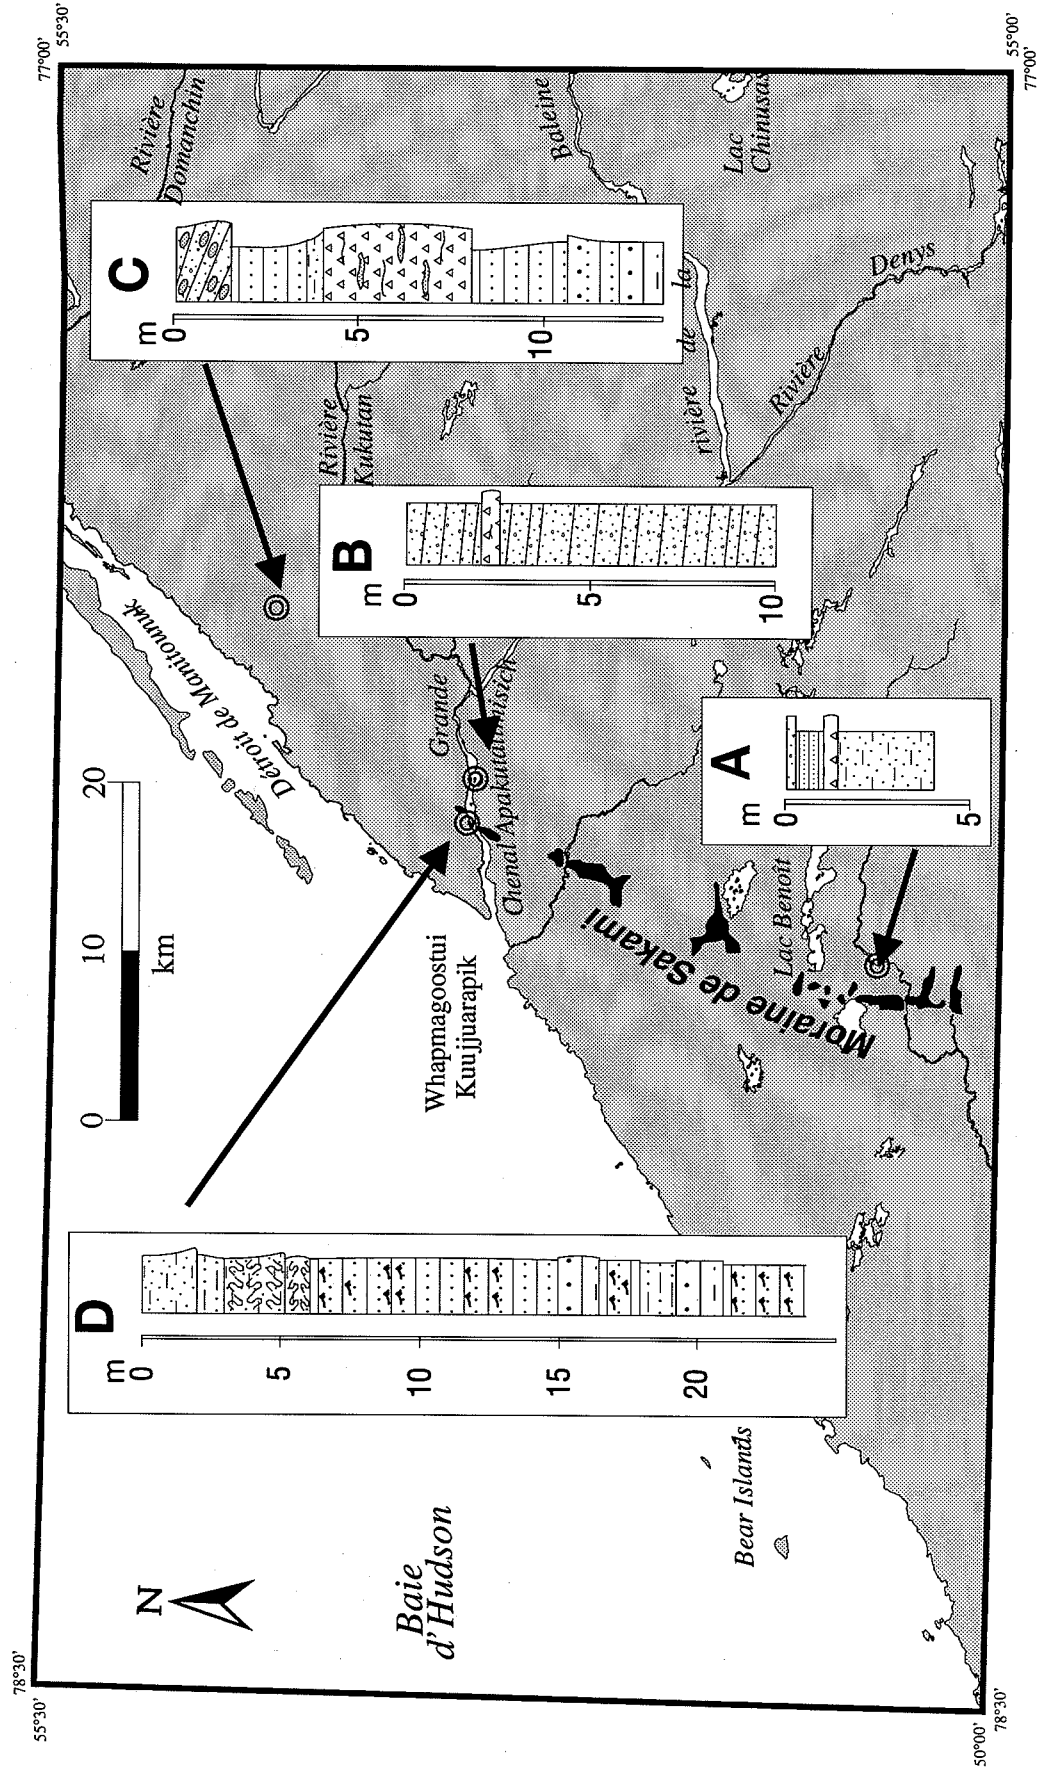 78°30'
77°00'
55°30'
55°30'
N
Baie
d'Hudson
Bear Islands
D
m
0
5
10
15
20
0
10
20
km
Détroit de Manitounuk
Whapmagoostui
Kuujjuarapik
Rivière
Domanchin
C
m
0
5
10
Rivière
Kukutan
B
m
0
5
10
Grande
rivière
de
la
Baleine
Chenal
Lac
Chinusas
Rivière
Denys
Moraine de Sakami
Lac Benoît
A
m
0
5
50°00'
78°30'
55°00'
77°00'